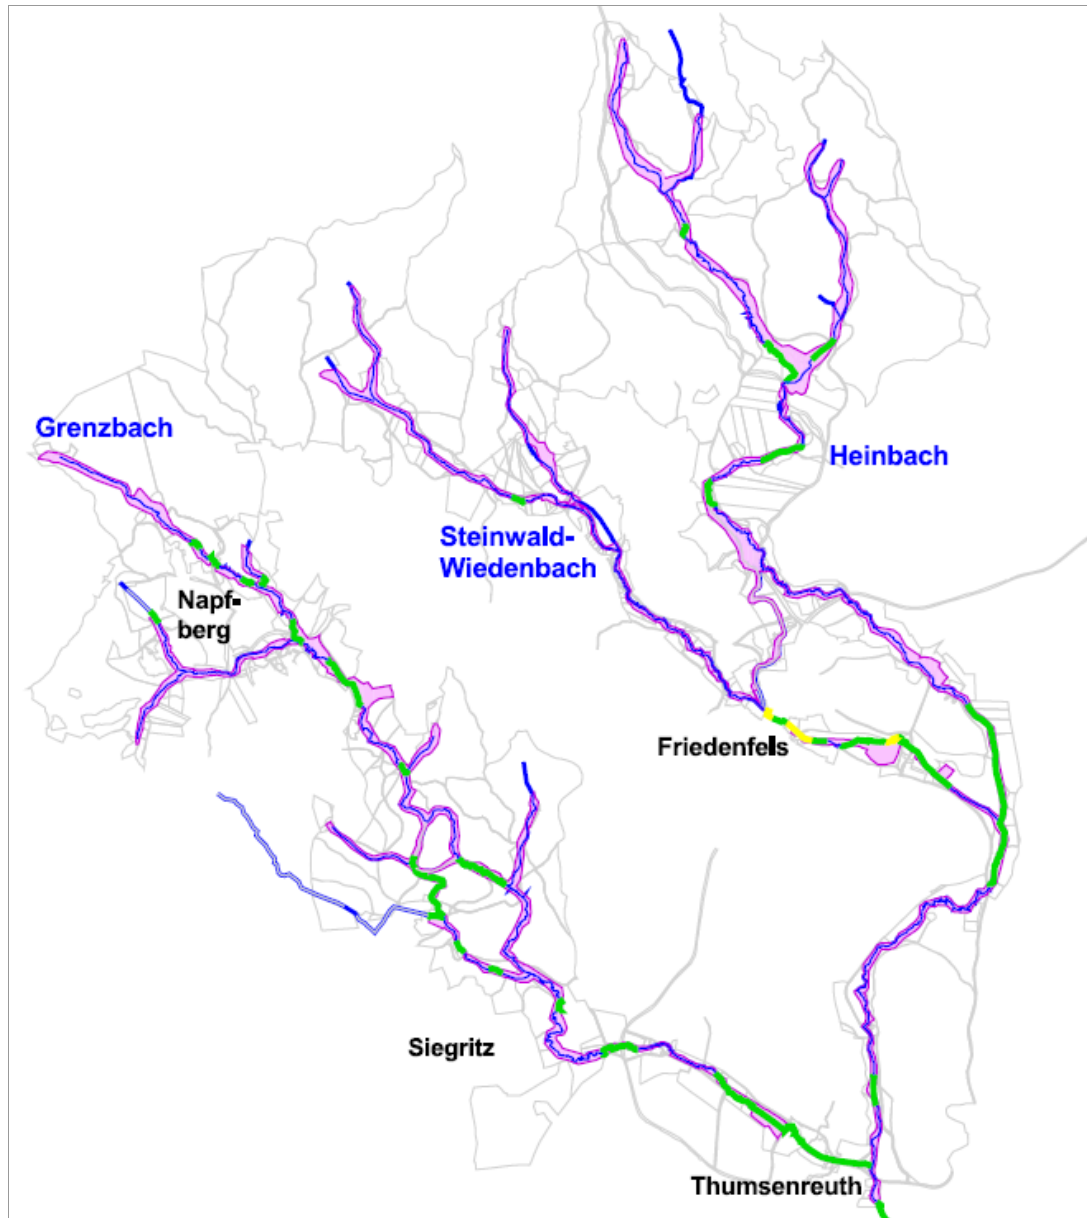 Grenzbach
Heinbach
Steinwald-
Wiedenbach
Napf-
berg
Friedenfels
Siegritz
Thumsenreuth